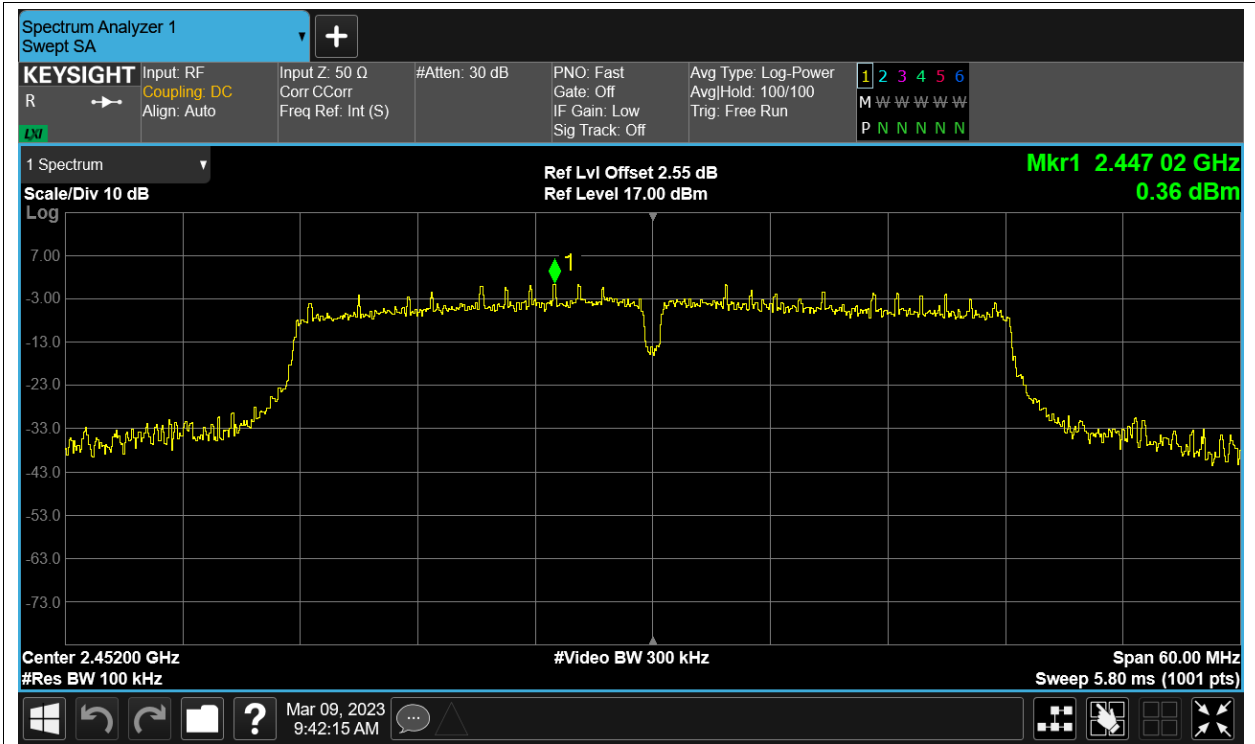 Spectrum Analyzer 1
Swept SA
+
KEYSIGHT
R
LXI
Input: RF
Coupling: DC
Align: Auto
Input Z: 50 Ω
Corr CCorr
Freq Ref: Int (S)
#Atten: 30 dB
PNO: Fast
Gate: Off
IF Gain: Low
Sig Track: Off
Avg Type: Log-Power
Avg|Hold: 100/100
Trig: Free Run
1 2 3 4 5 6
M W W W W W W
P N N N N N N
1 Spectrum
Scale/Div 10 dB
Ref Lvl Offset 2.55 dB
Ref Level 17.00 dBm
Mkr1 2.447 02 GHz
0.36 dBm
Log
7.00
-3.00
-13.0
-23.0
-33.0
-43.0
-53.0
-63.0
-73.0
1
Center 2.45200 GHz
#Res BW 100 kHz
#Video BW 300 kHz
Span 60.00 MHz
Sweep 5.80 ms (1001 pts)
?
Mar 09, 2023
9:42:15 AM